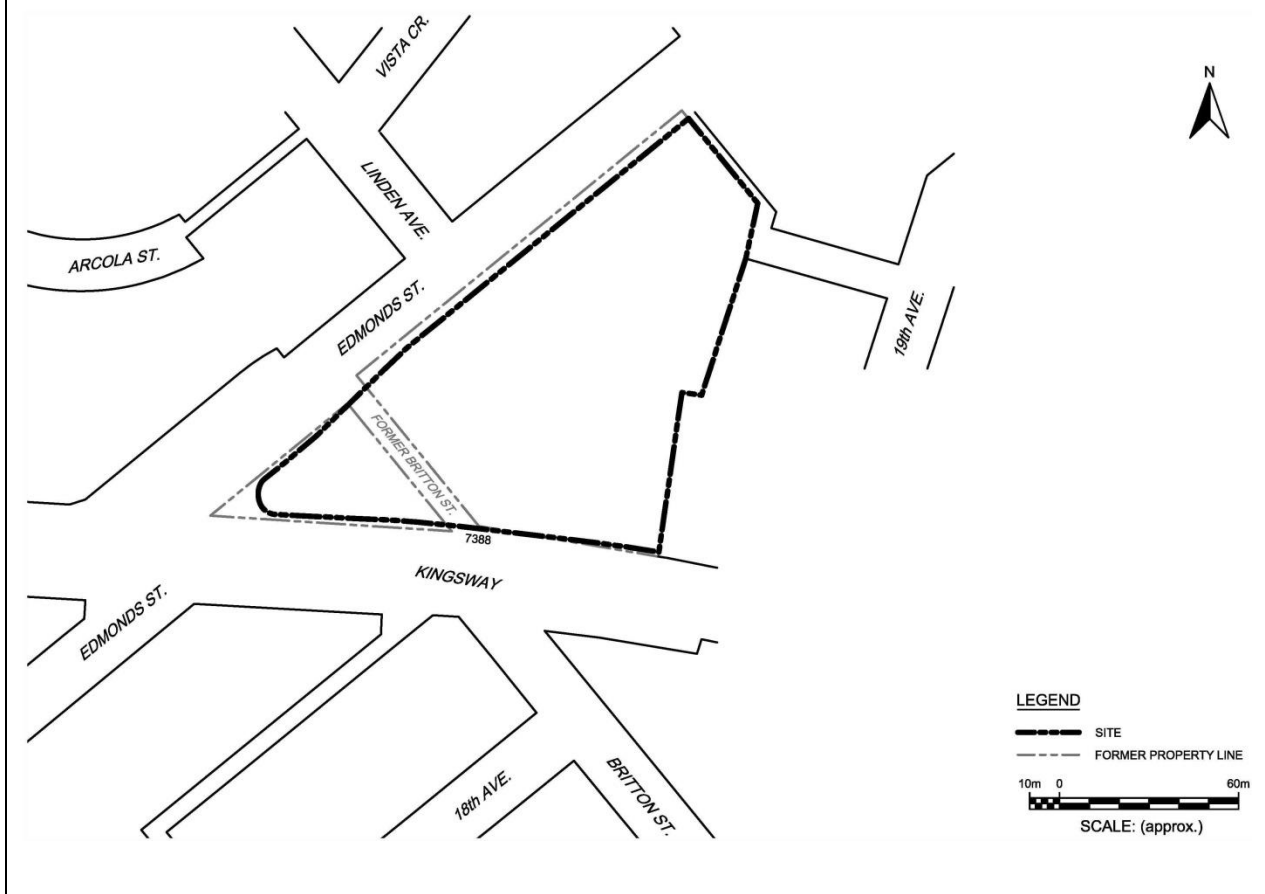 VISTA CR.
N
LINDEN AVE.
ARCOLA ST.
EDMONDS ST.
19th AVE.
FORMER BRITTON ST.
7388
KINGSWAY
EDMONDS ST.
18th AVE.
BRITTON ST.
LEGEND
SITE
FORMER PROPERTY LINE
10m 0 60m
SCALE: (approx.)